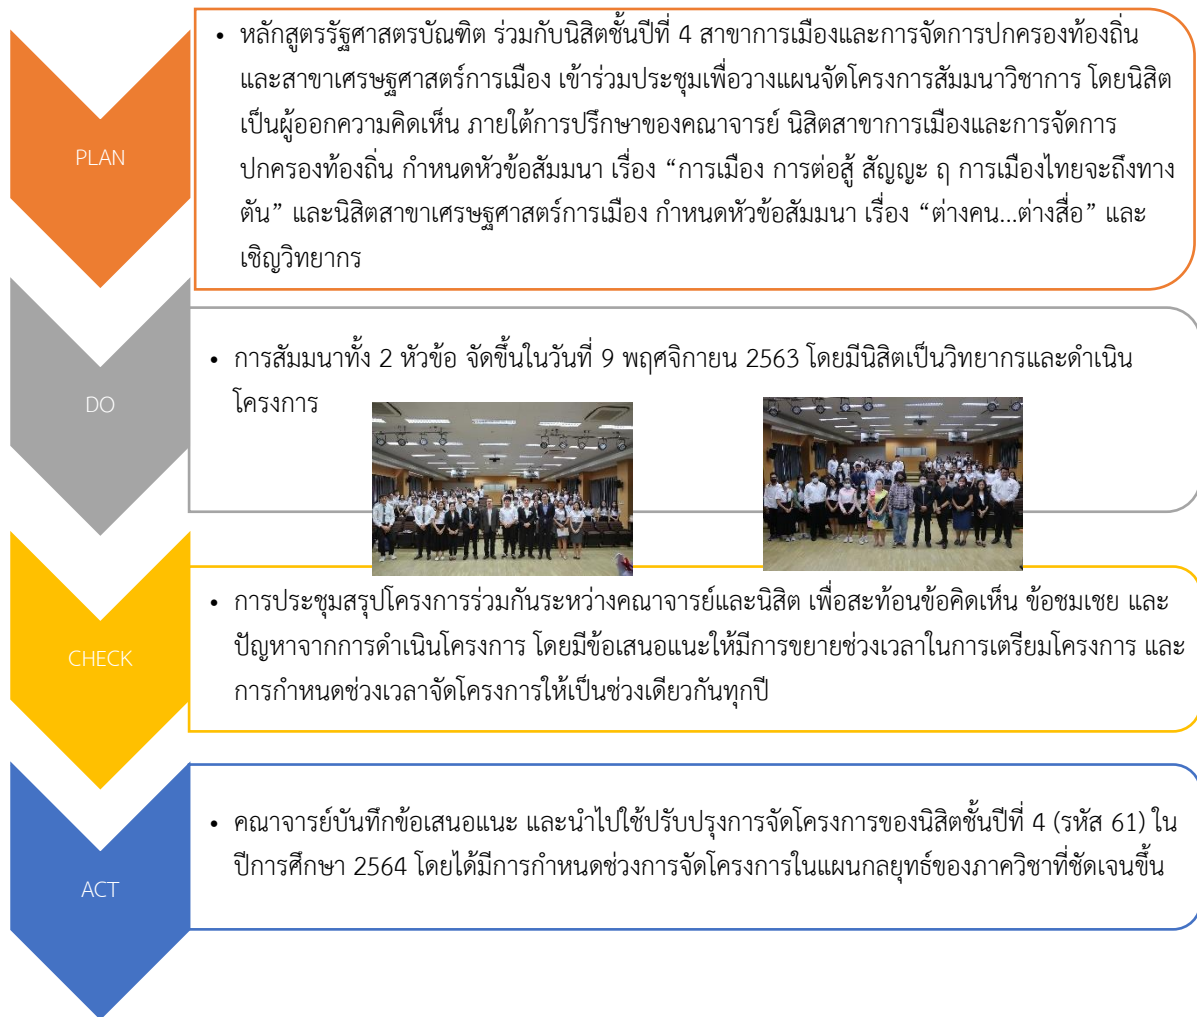 PLAN
• หลักสูตรรัฐศาสตรบัณฑิต ร่วมกับนิสิตชั้นปีที่ 4 สาขาการเมืองและการจัดการปกครองท้องถิ่น
และสาขาเศรษฐศาสตร์การเมือง เข้าร่วมประชุมเพื่อวางแผนจัดโครงการสัมมนาวิชาการ โดยนิสิต
เป็นผู้ออกความคิดเห็น ภายใต้การปรึกษาของคณาจารย์ นิสิตสาขาการเมืองและการจัดการ
ปกครองท้องถิ่น กำหนดหัวข้อสัมมนา เรื่อง “การเมือง การต่อสู้ สัญญะ ฤ การเมืองไทยจะถึงทาง
ตัน” และนิสิตสาขาเศรษฐศาสตร์การเมือง กำหนดหัวข้อสัมมนา เรื่อง “ต่างคน...ต่างสื่อ” และ
เชิญวิทยากร
DO
• การสัมมนาทั้ง 2 หัวข้อ จัดขึ้นในวันที่ 9 พฤศจิกายน 2563 โดยมีนิสิตเป็นวิทยากรและดำเนิน
โครงการ
CHECK
• การประชุมสรุปโครงการร่วมกันระหว่างคณาจารย์และนิสิต เพื่อสะท้อนข้อคิดเห็น ข้อชมเชย และ
ปัญหาจากการดำเนินโครงการ โดยมีข้อเสนอแนะให้มีการขยายช่วงเวลาในการเตรียมโครงการ และ
การกำหนดช่วงเวลาจัดโครงการให้เป็นช่วงเดียวกันทุกปี
ACT
• คณาจารย์บันทึกข้อเสนอแนะ และนำไปใช้ปรับปรุงการจัดโครงการของนิสิตชั้นปีที่ 4 (รหัส 61) ใน
ปีการศึกษา 2564 โดยได้มีการกำหนดช่วงการจัดโครงการในแผนกลยุทธ์ของภาควิชาที่ชัดเจนขึ้น